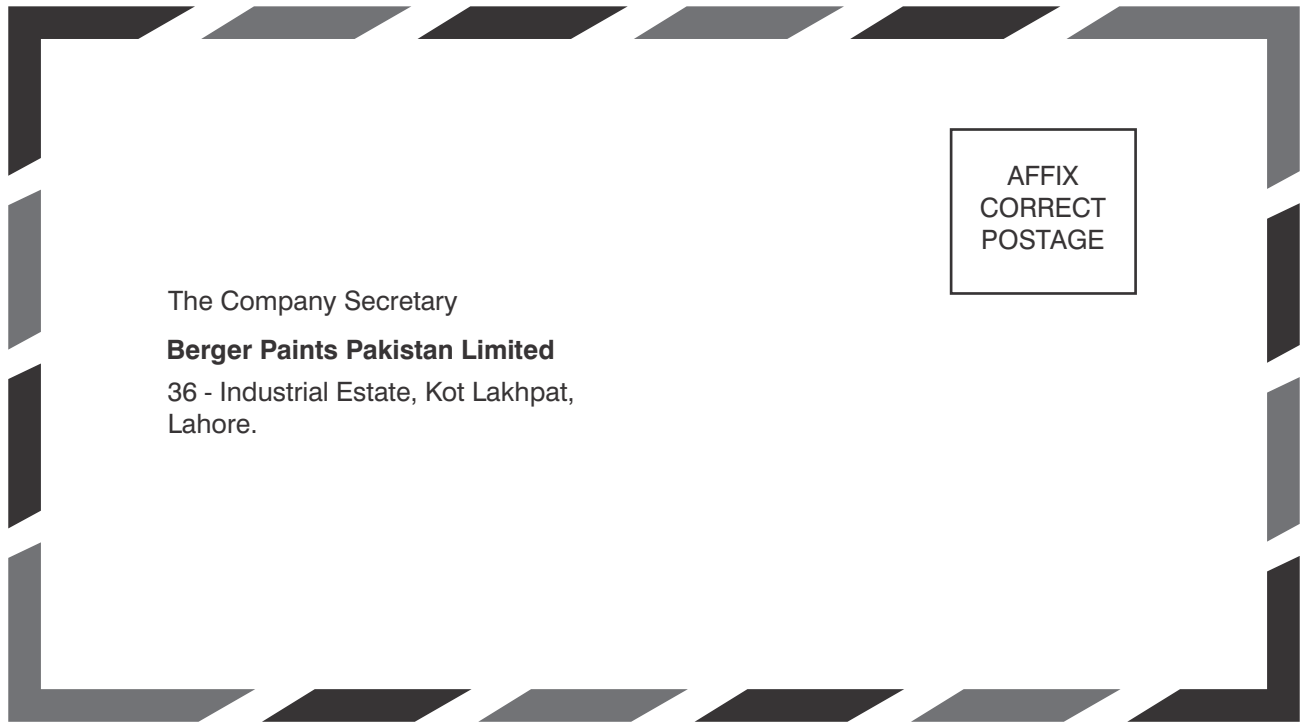 AFFIX
CORRECT
POSTAGE
The Company Secretary
Berger Paints Pakistan Limited
36 - Industrial Estate, Kot Lakhpat,
Lahore.